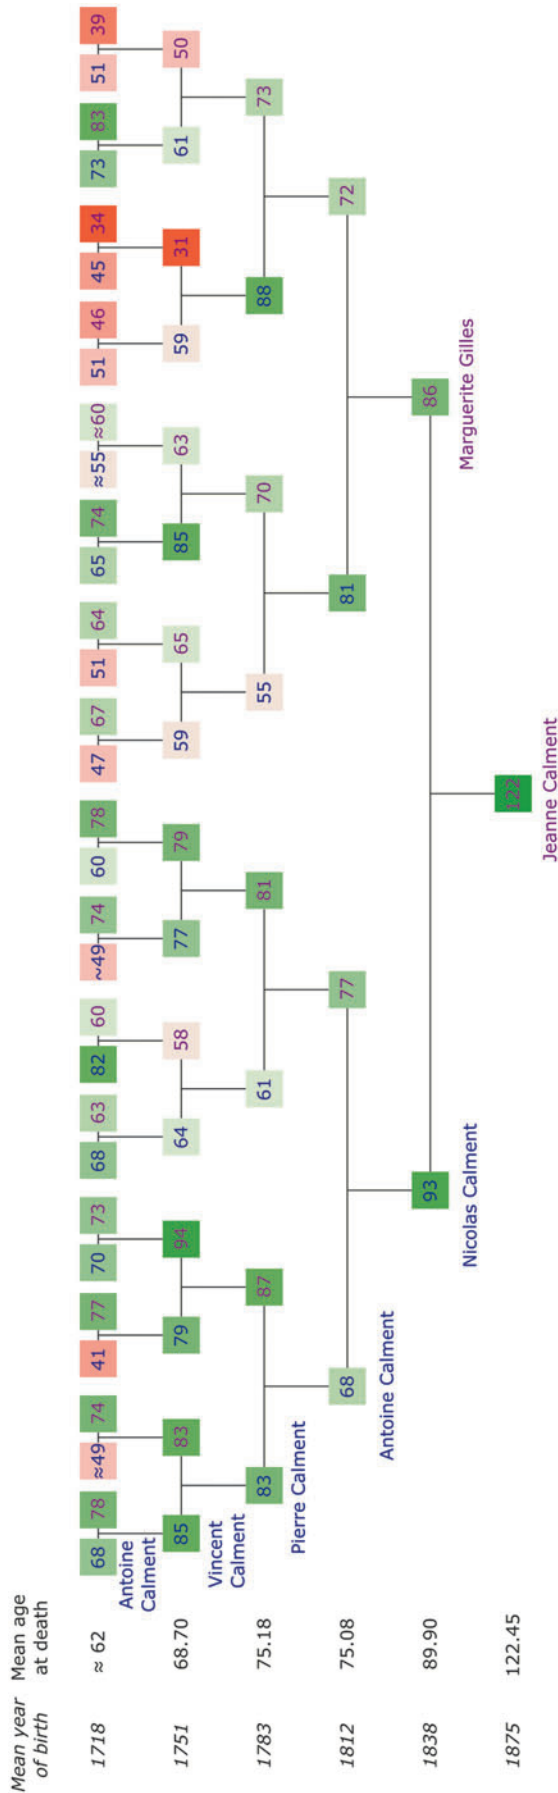 Mean year Mean age
of birth at death
1718 ≈ 62 68 78 ≈49 74 41 77 70 73 68 63 82 60 ~49 74 60 78 47 67 51 64 65 74 ≈55 ≈60 51 46 45 34 73 83 51 39
Antoine
Calment
1751 68.70 85 83 79 94 64 58 77 79 59 65 85 63 59 31 61 50
Vincent
Calment
1783 75.18 83 87 61 81 55 70 88 73
Pierre Calment
1812 75.08 68 77 81 72
Antoine Calment
1838 89.90 93 86
Nicolas Calment Marguerite Gilles
1875 122.45 122
Jeanne Calment